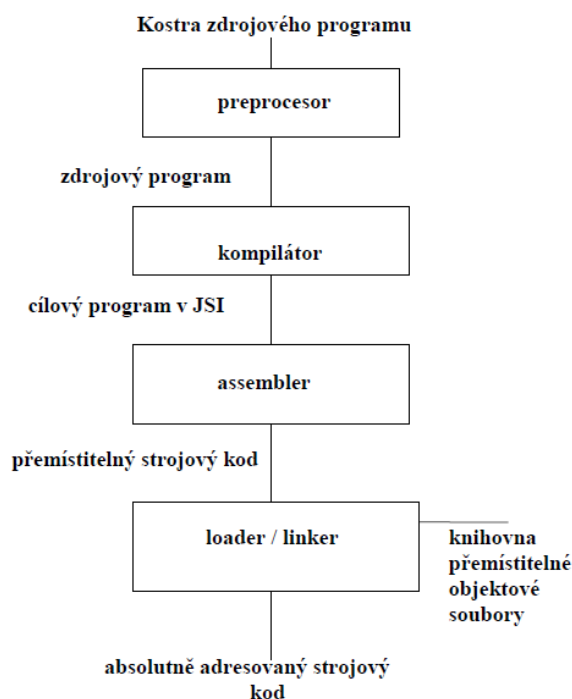 Kostra zdrojového programu
preprocesor
zdrojový program
kompilátor
cílový program v JSI
assembler
přemístitelný strojový kod
loader / linker
knihovna
přemístitelné
objektové
soubory
absolutně adresovaný strojový
kod